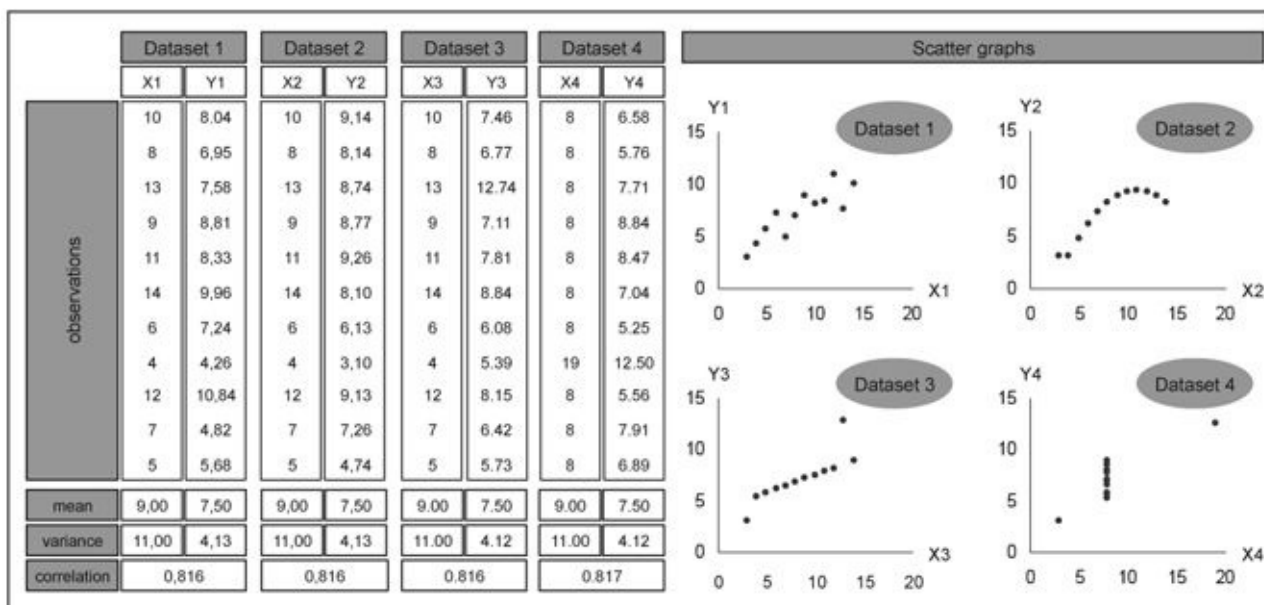 Dataset 1 Dataset 2 Dataset 3 Dataset 4 Scatter graphs
X1 Y1 X2 Y2 X3 Y3 X4 Y4
observations
10 8.04 10 9,14 10 7.46 8 6.58
8 6,95 8 8,14 8 6.77 8 5.76
13 7,58 13 8,74 13 12.74 8 7.71
9 8,81 9 8,77 9 7.11 8 8.84
11 8,33 11 9,26 11 7.81 8 8.47
14 9,96 14 8,10 14 8.84 8 7.04
6 7,24 6 6,13 6 6.08 8 5.25
4 4,26 4 3,10 4 5.39 19 12.50
12 10,84 12 9,13 12 8.15 8 5.56
7 4,82 7 7,26 7 6.42 8 7.91
5 5,68 5 4,74 5 5.73 8 6.89
mean 9,00 7,50 9,00 7,50 9.00 7.50 9.00 7.50
variance 11,00 4,13 11,00 4,13 11.00 4.12 11.00 4.12
correlation 0,816 0,816 0.816 0.817
Y1
Dataset 1
15
10
5
0
X1
0 5 10 15 20
Y2
Dataset 2
15
10
5
0
X2
0 5 10 15 20
Y3
Dataset 3
15
10
5
0
X3
0 5 10 15 20
Y4
Dataset 4
15
10
5
0
X4
0 5 10 15 20